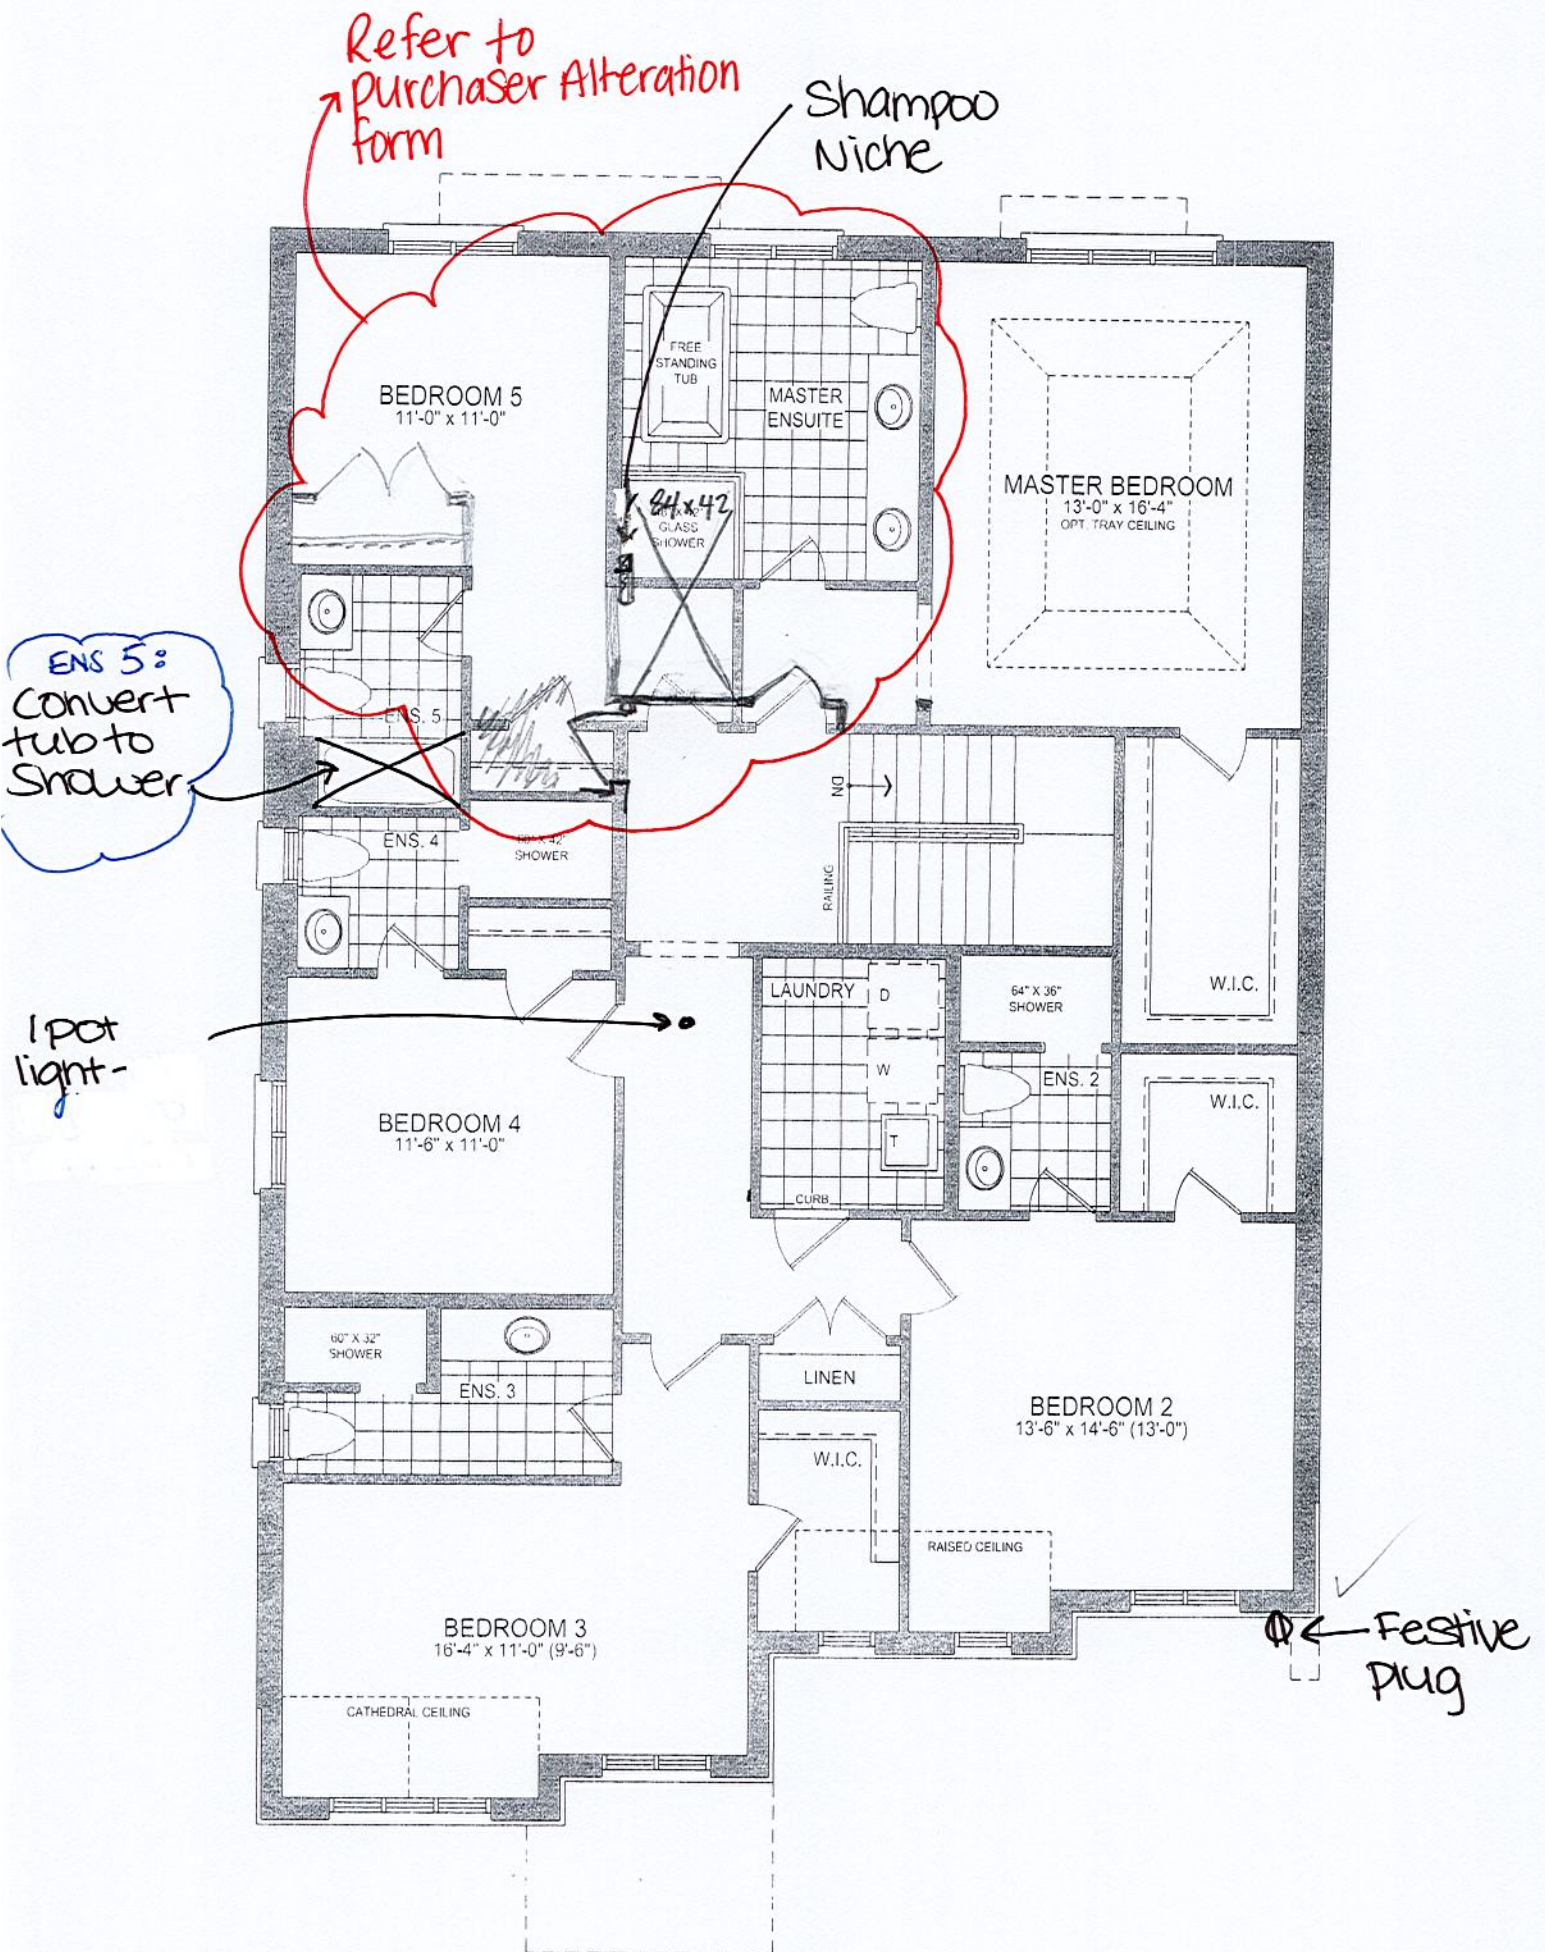 Refer to
purchaser Alteration
form
Shampoo
Niche
BEDROOM 5
11'-0" x 11'-0"
FREE
STANDING
TUB
MASTER
ENSUITE
84x42
GLASS
SHOWER
MASTER BEDROOM
13'-0" x 16'-4"
OPT. TRAY CEILING
ENS 5:
Convert
tub to
Shower
ENS. 5
DN
RAILING
ENS. 4
60" X 42"
SHOWER
W.I.C.
LAUNDRY
D
W
T
CURB
64" X 36"
SHOWER
ENS. 2
W.I.C.
1 pot
light-
BEDROOM 4
11'-6" x 11'-0"
60" X 32"
SHOWER
ENS. 3
LINEN
W.I.C.
BEDROOM 2
13'-6" x 14'-6" (13'-0")
RAISED CEILING
BEDROOM 3
16'-4" x 11'-0" (9'-6")
CATHEDRAL CEILING
Festive
Plug